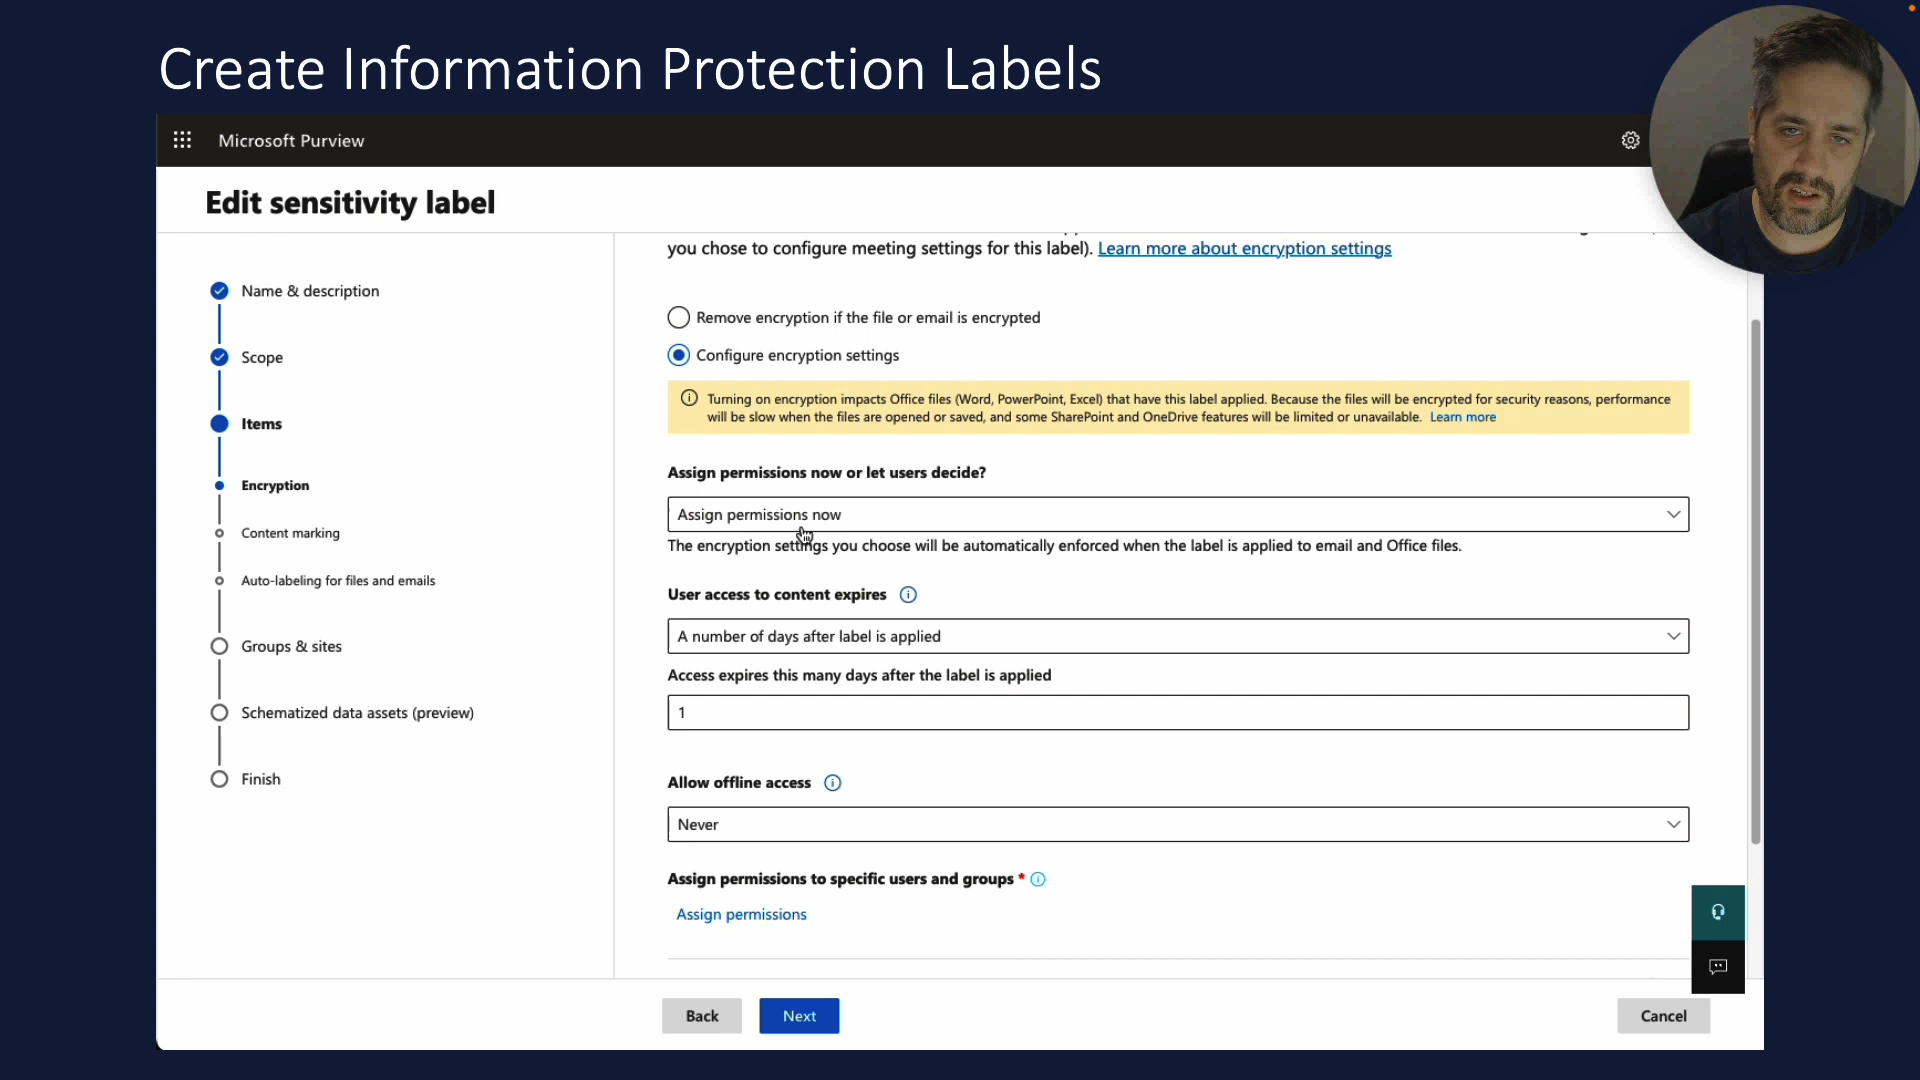 Create Information Protection Labels
Microsoft Purview
Edit sensitivity label
Name & description
Scope
Items
Encryption
Content marking
Auto-labeling for files and emails
Groups & sites
Schematized data assets (preview)
Finish
you chose to configure meeting settings for this label). Learn more about encryption settings
Remove encryption if the file or email is encrypted
Configure encryption settings
Turning on encryption impacts Office files (Word, PowerPoint, Excel) that have this label applied. Because the files will be encrypted for security reasons, performance
will be slow when the files are opened or saved, and some SharePoint and OneDrive features will be limited or unavailable. Learn more
Assign permissions now or let users decide?
Assign permissions now
The encryption settings you choose will be automatically enforced when the label is applied to email and Office files.
User access to content expires
A number of days after label is applied
Access expires this many days after the label is applied
1
Allow offline access
Never
Assign permissions to specific users and groups *
Assign permissions
Back
Next
Cancel